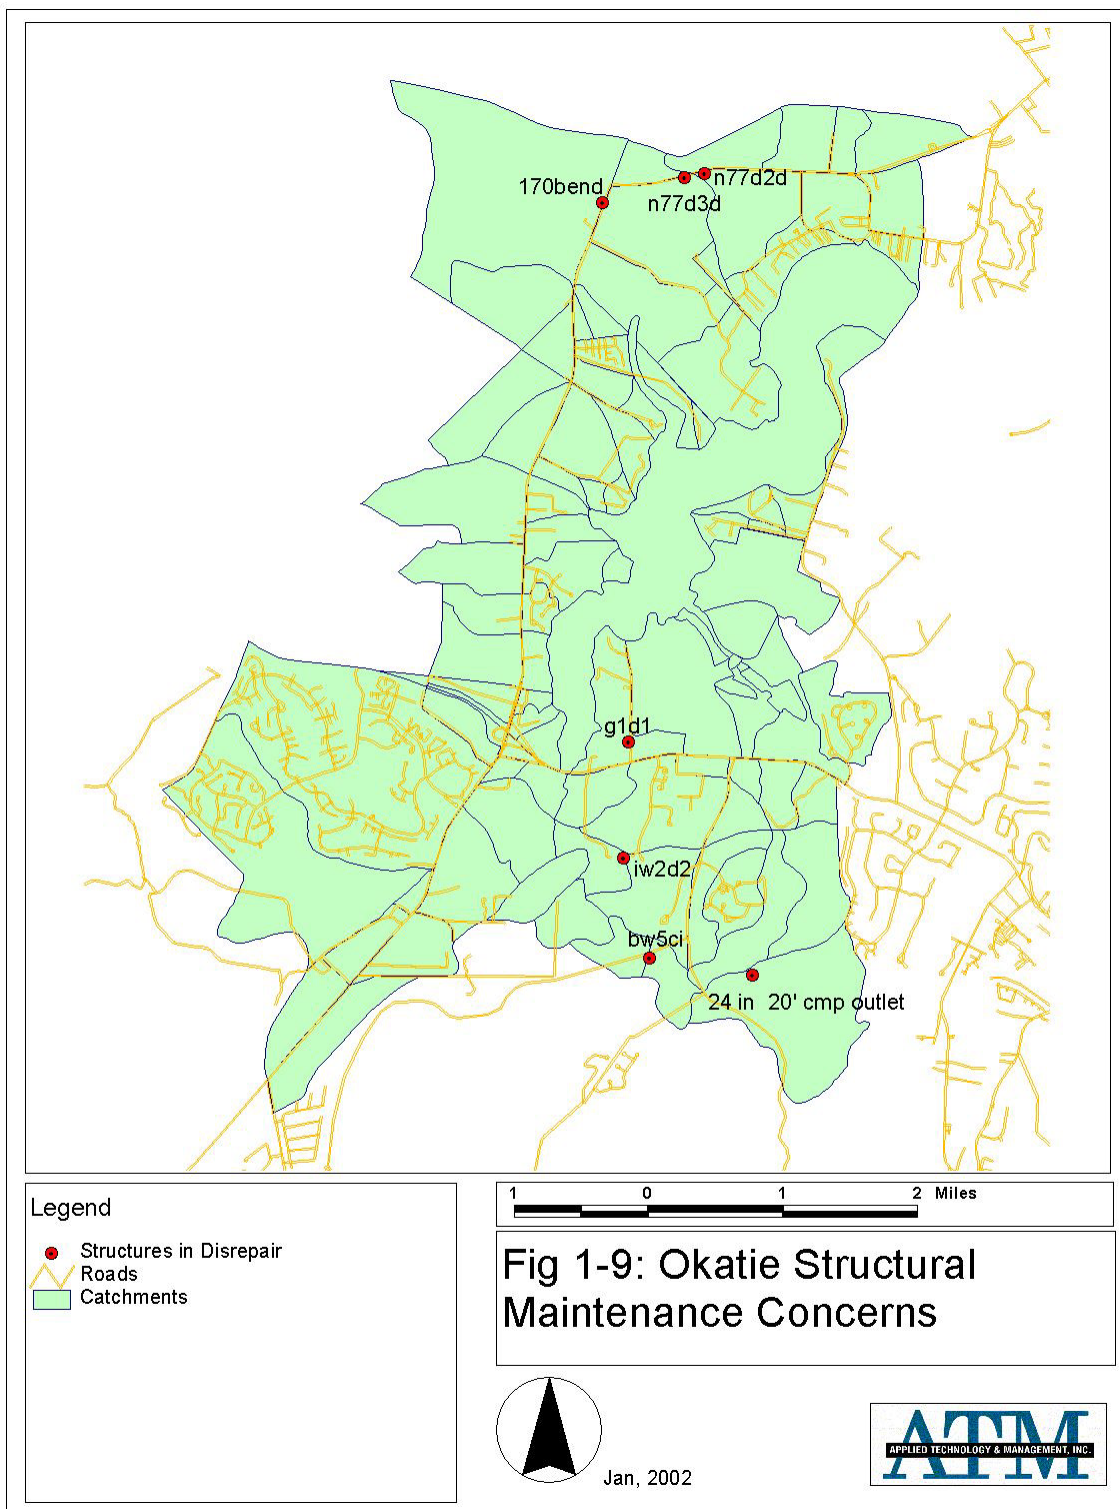 170bend
n77d2d
n77d3d
g1d1
iw2d2
bw5ci
24 in  20' cmp outlet
Legend
Structures in Disrepair
Roads
Catchments
1 0 1 2 Miles
Fig 1-9: Okatie Structural
Maintenance Concerns
Jan, 2002
ATM
APPLIED TECHNOLOGY & MANAGEMENT, INC.